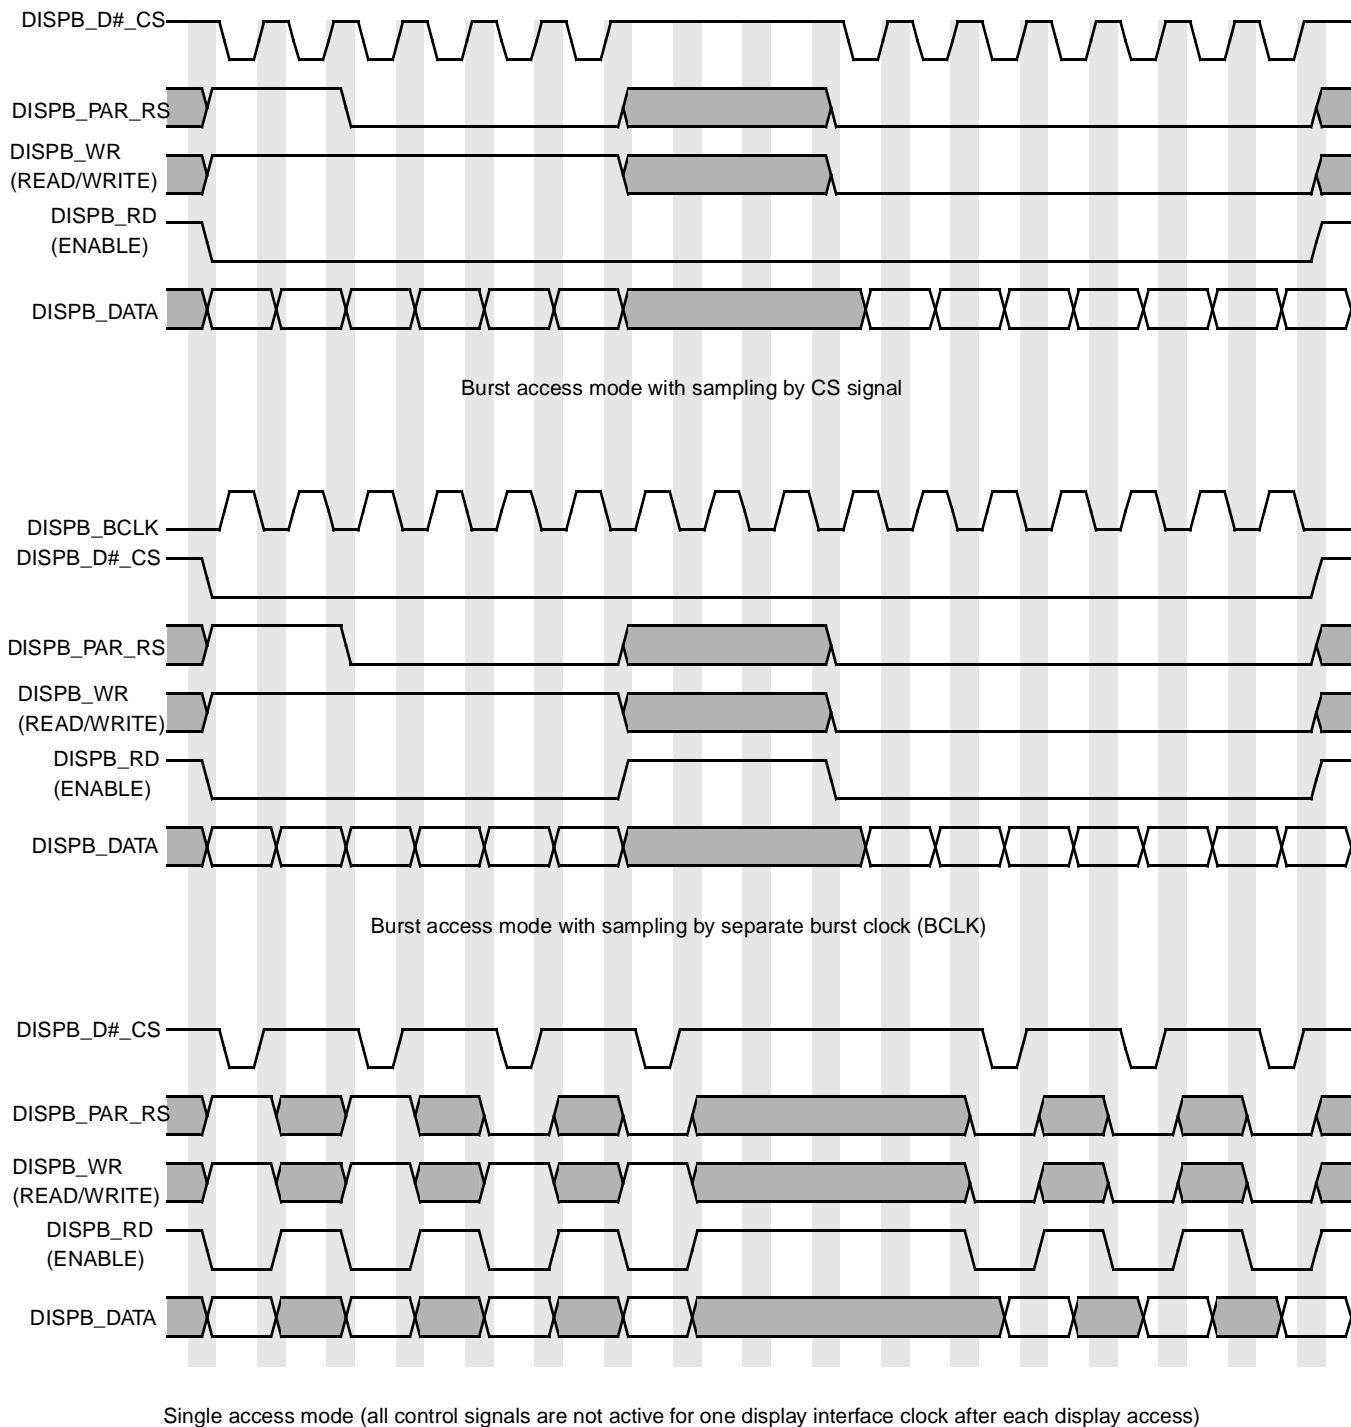 DISPB_D#_CS
DISPB_PAR_RS
DISPB_WR
(READ/WRITE)
DISPB_RD
(ENABLE)
DISPB_DATA
Burst access mode with sampling by CS signal
DISPB_BCLK
DISPB_D#_CS
DISPB_PAR_RS
DISPB_WR
(READ/WRITE)
DISPB_RD
(ENABLE)
DISPB_DATA
Burst access mode with sampling by separate burst clock (BCLK)
DISPB_D#_CS
DISPB_PAR_RS
DISPB_WR
(READ/WRITE)
DISPB_RD
(ENABLE)
DISPB_DATA
Single access mode (all control signals are not active for one display interface clock after each display access)